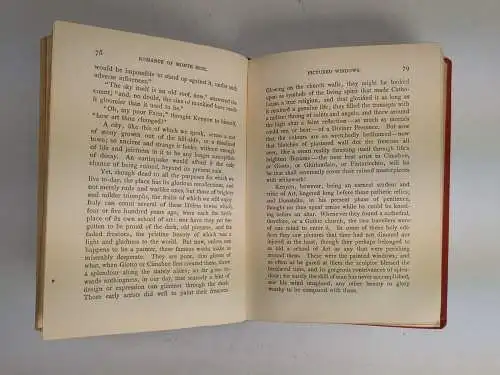 78
ROMANCE OF MONTE BENI.
would be impossible to stand up against it, under such
adverse influences."
"The sky itself is an old roof, now," answered the
count; "and, no doubt, the sins of mankind have made
it gloomier than it used to be."
"Oh, my poor Faun," thought Kenyon to himself,
"how art thou changed!"
A city, like this of which we speak, seems a sort
of stony growth out of the hill-side, or a fossilized
town; so ancient and strange it looks, without enough
of life and juiciness in it to be any longer susceptible
of decay. An earthquake would afford it the only
chance of being ruined, beyond its present ruin.
Yet, though dead to all the purposes for which we
live to-day, the place has its glorious recollections, and
not merely rude and warlike ones, but those of brighter
and milder triumphs, the fruits of which we still enjoy.
Italy can count several of these lifeless towns which,
four or five hundred years ago, were each the birth-
place of its own school of art; nor have they yet for-
gotten to be proud of the dark, old pictures, and the
faded frescoes, the pristine beauty of which was a
light and gladness to the world. But now, unless one
happens to be a painter, these famous works make us
miserably desperate. They are poor, dim ghosts of
what, when Giotto or Cimabue first created them, threw
a splendour along the stately aisles; so far gone to-
wards nothingness, in our day, that scarcely a hint of
design or expression can glimmer through the dusk.
Those early artists did well to paint their frescoes.
PICTURED WINDOWS.
79
Glowing on the church walls, they might be looked
upon as symbols of the living spirit that made Catho-
licism a true religion, and that glorified it as long as
it retained a genuine life; they filled the transepts with
a radiant throng of saints and angels, and threw around
the high altar a faint reflection—as much as mortals
could see, or bear—of a Diviner Presence. But now
that the colours are so wretchedly bedimmed—now
that blotches of plastered wall dot the frescoes all
over, like a mean reality thrusting itself through life's
brightest illusions—the next best artist to Cimabue,
or Giotto, or Ghirlandaio, or Pinturicchio, will be
he that shall reverently cover their ruined masterpieces
with whitewash!
Kenyon, however, being an earnest student and
critic of Art, lingered long before these pathetic relics;
and Donatello, in his present phase of penitence,
thought no time spent amiss while he could be kneel-
ing before an altar. Whenever they found a cathedral,
therefore, or a Gothic church, the two travellers were
of one mind to enter it. In some of these holy edi-
fices they saw pictures that time had not dimmed nor
injured in the least, though they perhaps belonged to
as old a School of Art as any that were perishing
around them. These were the painted windows; and
as often as he gazed at them the sculptor blessed the
mediæval time, and its gorgeous contrivances of splen-
dour; for surely the skill of man has never accomplished,
nor his mind imagined, any other beauty or glory
worthy to be compared with these.